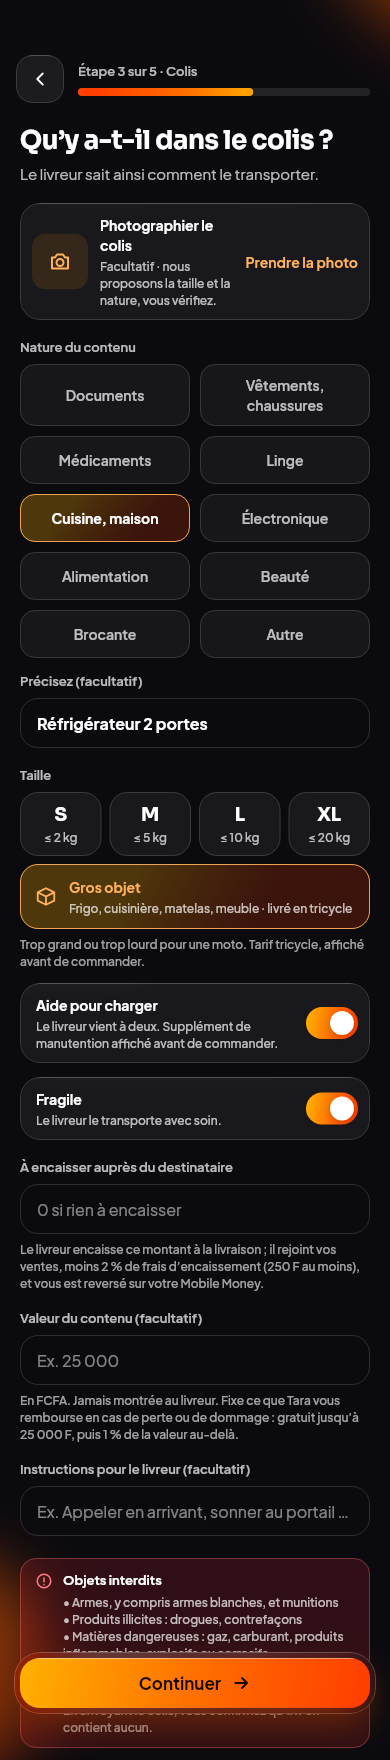 Étape 3 sur 5 · Colis
Qu’y a-t-il dans le colis ?
Le livreur sait ainsi comment le transporter.
Photographier le
colis
Facultatif · nous
proposons la taille et la
nature, vous vérifiez.
Prendre la photo
Nature du contenu
Documents
Vêtements,
chaussures
Médicaments
Linge
Cuisine, maison
Électronique
Alimentation
Beauté
Brocante
Autre
Précisez (facultatif)
Réfrigérateur 2 portes
Taille
S
≤ 2 kg
M
≤ 5 kg
L
≤ 10 kg
XL
≤ 20 kg
Gros objet
Frigo, cuisinière, matelas, meuble · livré en tricycle
Trop grand ou trop lourd pour une moto. Tarif tricycle, affiché
avant de commander.
Aide pour charger
Le livreur vient à deux. Supplément de
manutention affiché avant de commander.
Fragile
Le livreur le transporte avec soin.
À encaisser auprès du destinataire
0 si rien à encaisser
Le livreur encaisse ce montant à la livraison ; il rejoint vos
ventes, moins 2 % de frais d’encaissement (250 F au moins),
et vous est reversé sur votre Mobile Money.
Valeur du contenu (facultatif)
Ex. 25 000
En FCFA. Jamais montrée au livreur. Fixe ce que Tara vous
rembourse en cas de perte ou de dommage : gratuit jusqu’à
25 000 F, puis 1 % de la valeur au-delà.
Instructions pour le livreur (facultatif)
Ex. Appeler en arrivant, sonner au portail ...
Objets interdits
• Armes, y compris armes blanches, et munitions
• Produits illicites : drogues, contrefaçons
• Matières dangereuses : gaz, carburant, produits
Continuer →
contient aucun.